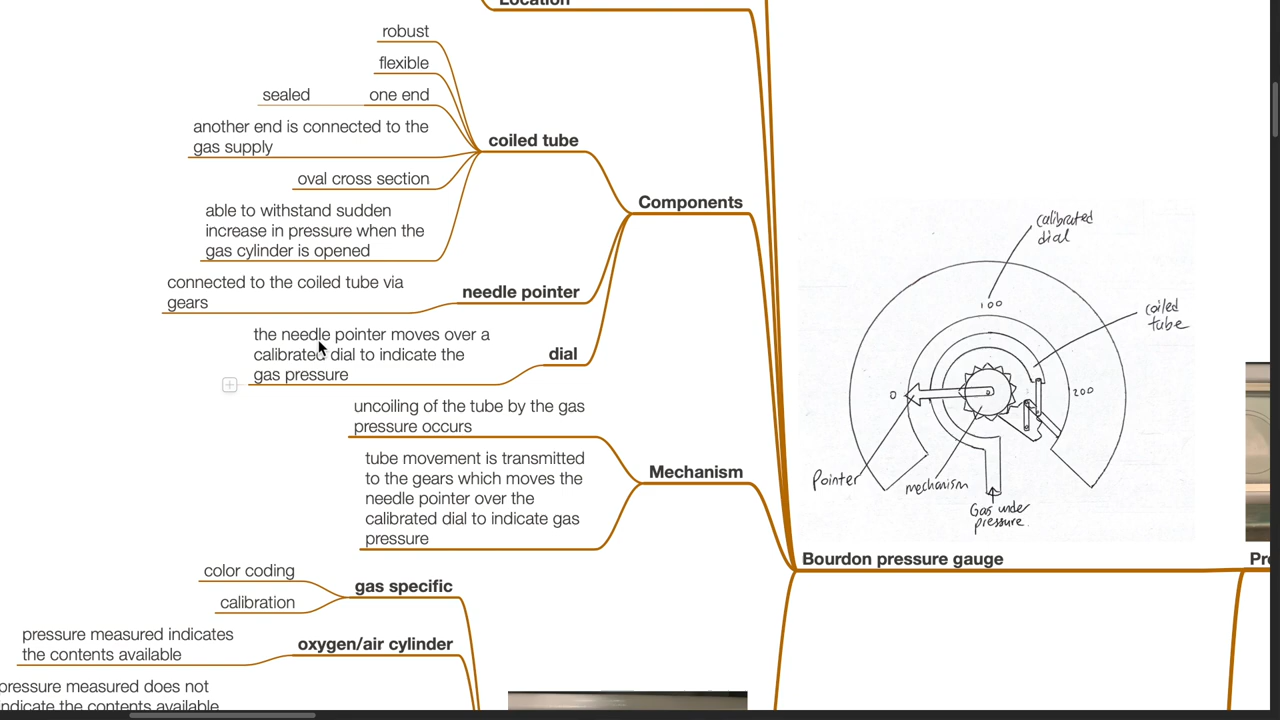 Location
robust
flexible
sealed
one end
another end is connected to the
gas supply
coiled tube
oval cross section
able to withstand sudden
increase in pressure when the
gas cylinder is opened
Components
connected to the coiled tube via
gears
needle pointer
the needle pointer moves over a
calibrated dial to indicate the
gas pressure
dial
uncoiling of the tube by the gas
pressure occurs
Mechanism
tube movement is transmitted
to the gears which moves the
needle pointer over the
calibrated dial to indicate gas
pressure
calibrated
dial
100
coiled
tube
0
200
Pointer
mechanism
Gas under
pressure.
Bourdon pressure gauge
color coding
gas specific
calibration
pressure measured indicates
the contents available
oxygen/air cylinder
pressure measured does not
indicate the contents available